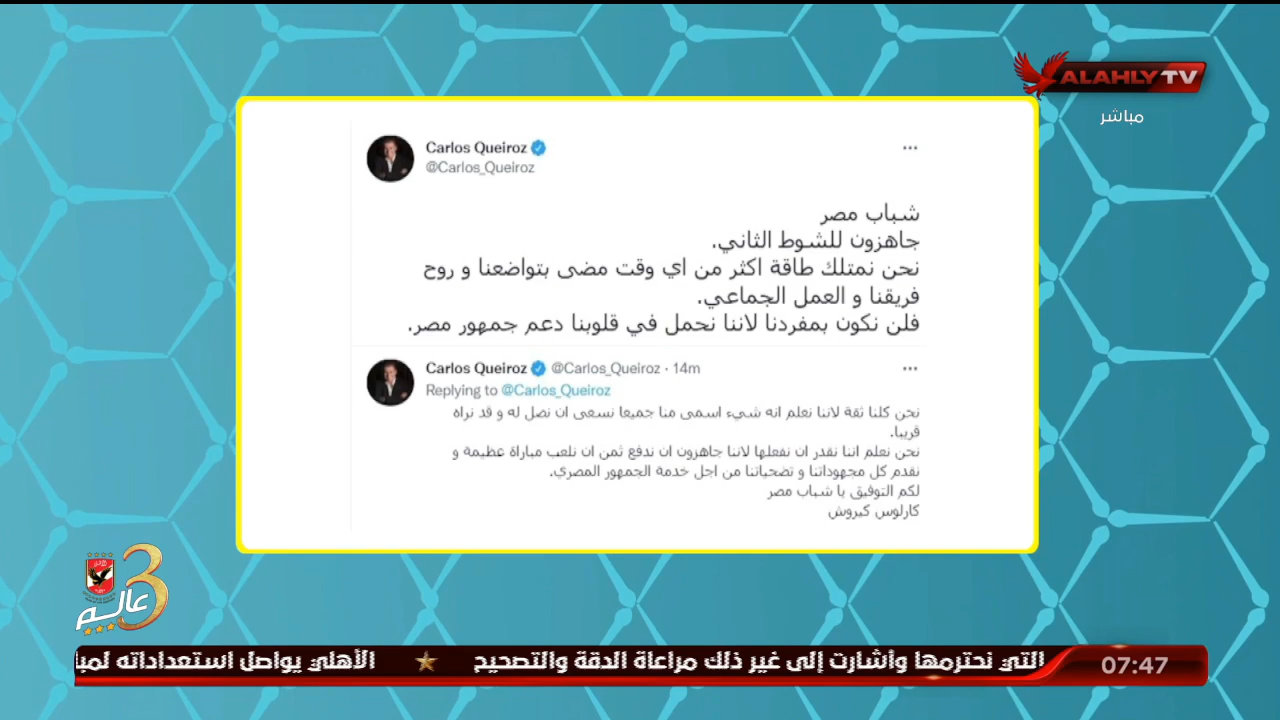 ALAHLY TV
مباشر
Carlos Queiroz
@Carlos_Queiroz
شباب مصر
جاهزون للشوط الثاني.
نحن نمتلك طاقة اكثر من اي وقت مضى بتواضعنا و روح
فريقنا و العمل الجماعي.
فلن نكون بمفردنا لاننا نحمل في قلوبنا دعم جمهور مصر.
Carlos Queiroz @Carlos_Queiroz · 14m
Replying to @Carlos_Queiroz
نحن كلنا ثقة لاننا نعلم انه شيء اسمى منا جميعا نسعى ان نصل له و قد نراه
قريبا.
نحن نعلم اننا نقدر ان نفعلها لاننا جاهزون ان ندفع ثمن ان نلعب مباراة عظيمة و
نقدم كل مجهوداتنا و تضحياتنا من اجل خدمة الجمهور المصري.
لكم التوفيق يا شباب مصر
كارلوس كيروش
3 عالم
التي نحترمها وأشارت إلى غير ذلك مراعاة الدقة والتصحيح ★ الأهلي يواصل استعداداته لمبا
07:47